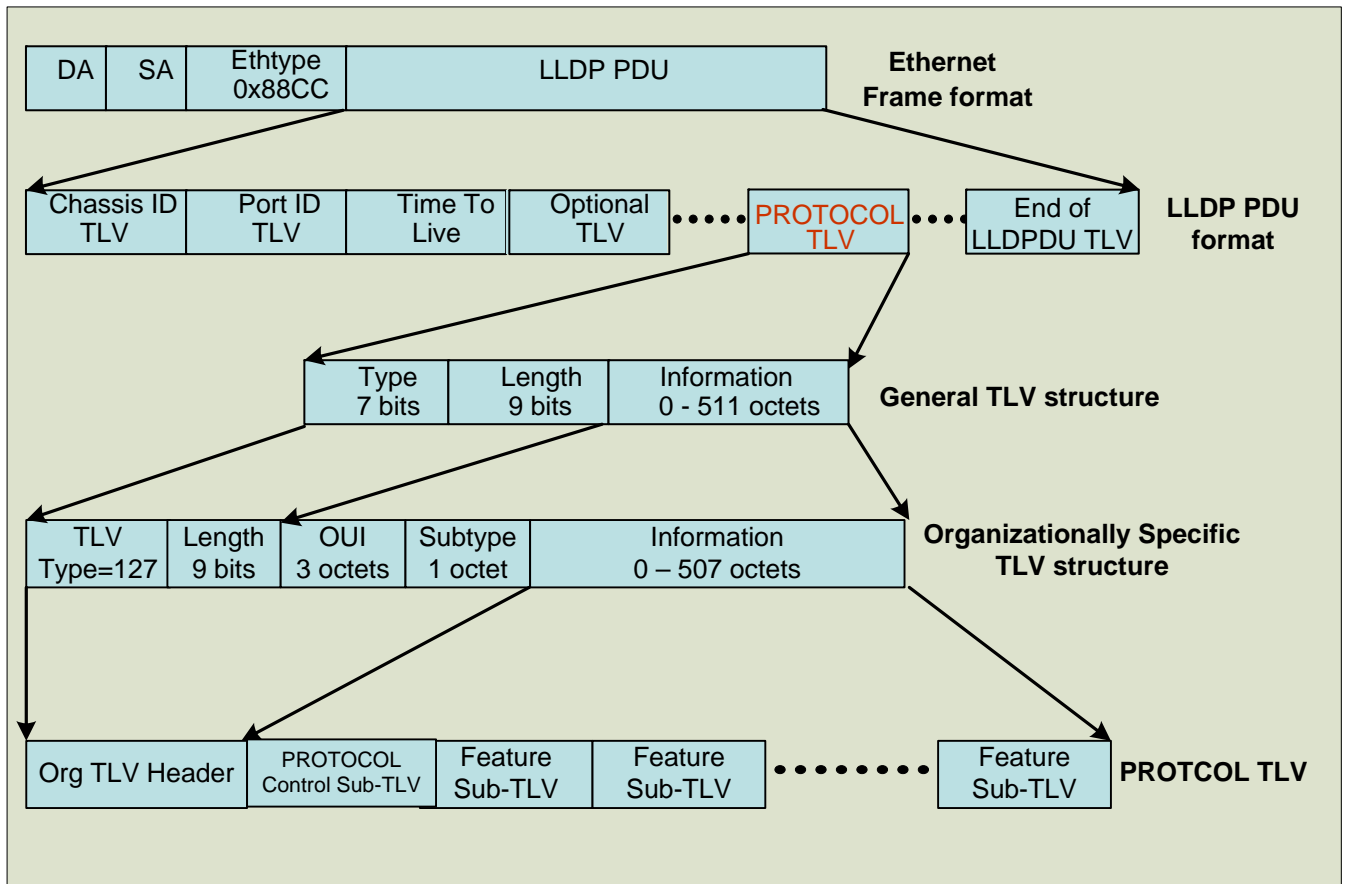 DA SA Ethtype 0x88CC LLDP PDU Ethernet Frame format
Chassis ID TLV Port ID TLV Time To Live Optional TLV PROTOCOL TLV End of LLDPDU TLV LLDP PDU format
Type 7 bits Length 9 bits Information 0 - 511 octets General TLV structure
TLV Type=127 Length 9 bits OUI 3 octets Subtype 1 octet Information 0 – 507 octets Organizationally Specific TLV structure
Org TLV Header PROTOCOL Control Sub-TLV Feature Sub-TLV Feature Sub-TLV Feature Sub-TLV PROTCOL TLV